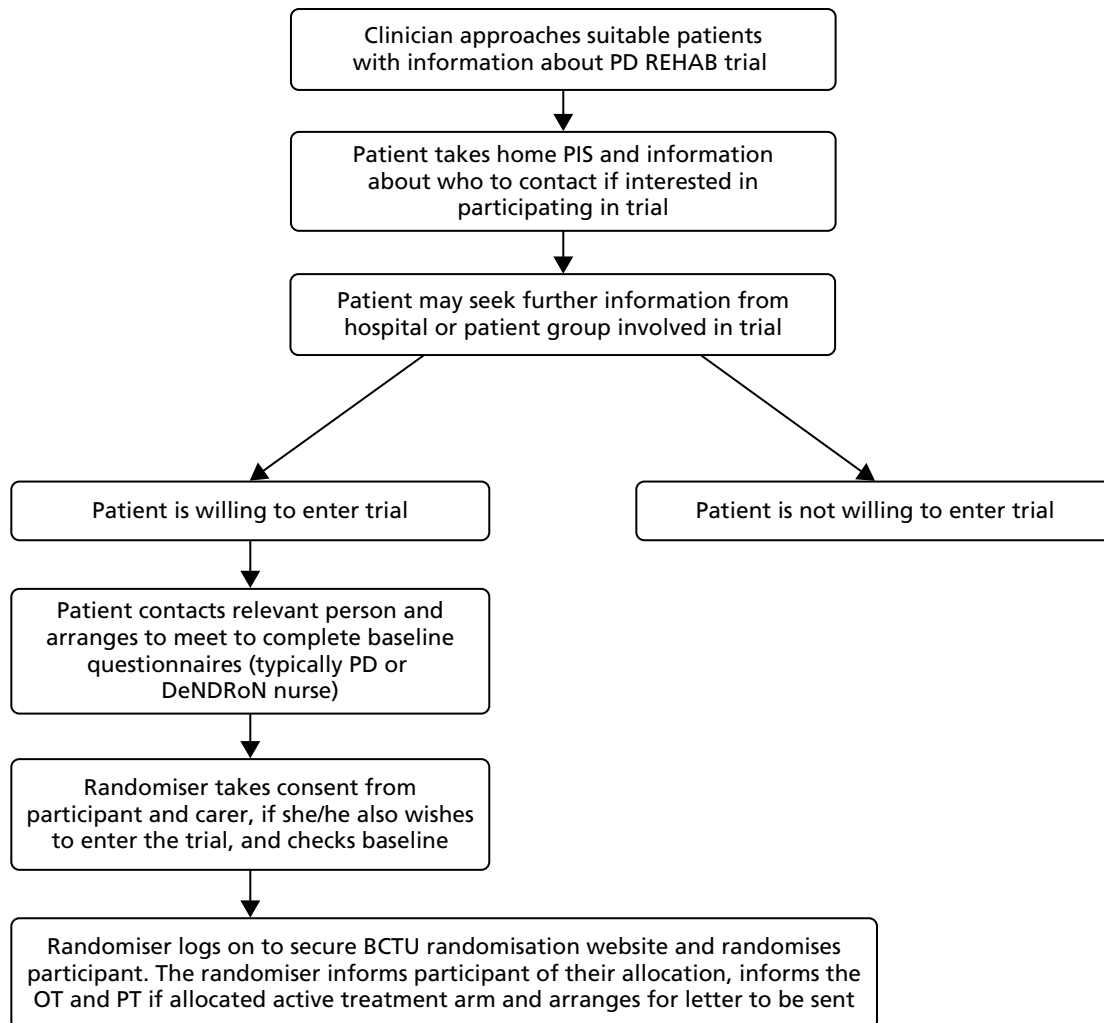 Clinician approaches suitable patients
with information about PD REHAB trial
Patient takes home PIS and information
about who to contact if interested in
participating in trial
Patient may seek further information from
hospital or patient group involved in trial
Patient is willing to enter trial
Patient is not willing to enter trial
Patient contacts relevant person and
arranges to meet to complete baseline
questionnaires (typically PD or
DeNDRoN nurse)
Randomiser takes consent from
participant and carer, if she/he also wishes
to enter the trial, and checks baseline
Randomiser logs on to secure BCTU randomisation website and randomises
participant. The randomiser informs participant of their allocation, informs the
OT and PT if allocated active treatment arm and arranges for letter to be sent